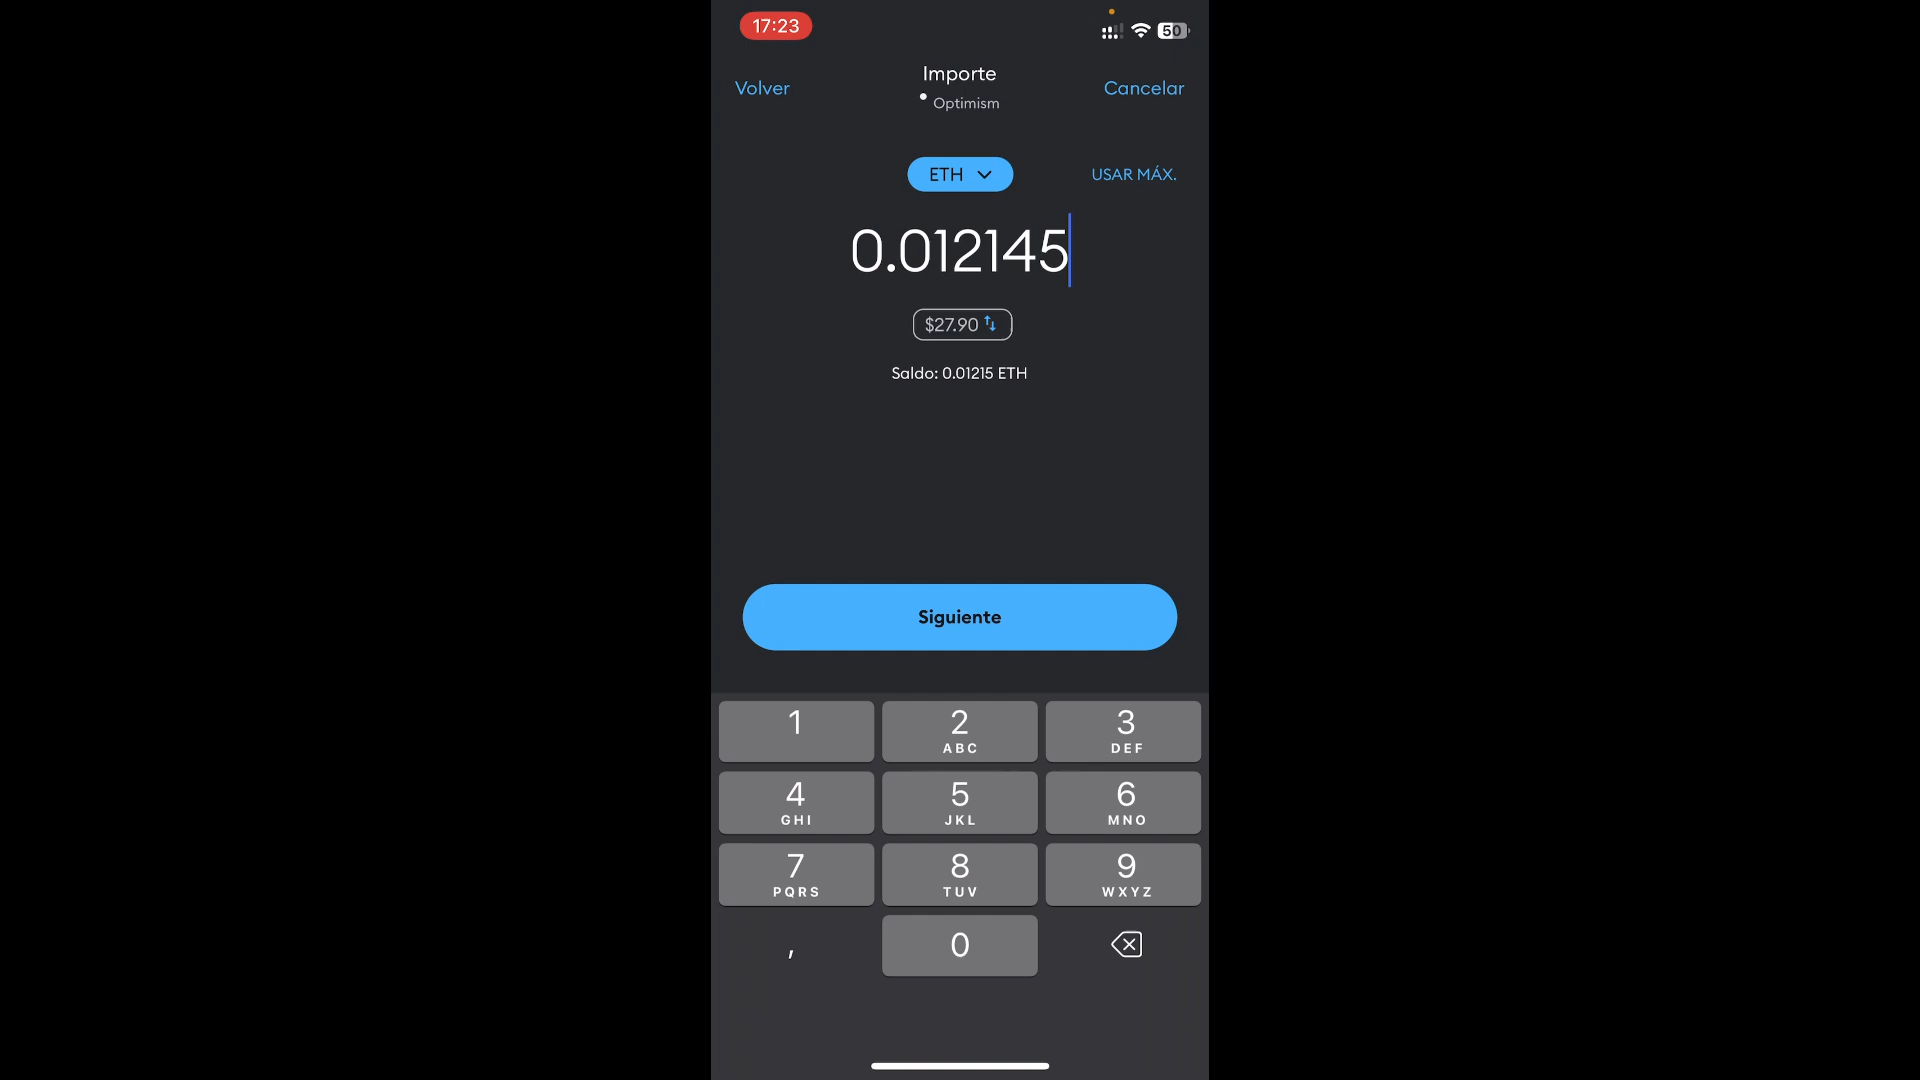 17:23
50
Volver
Importe
Cancelar
Optimism
ETH
USAR MÁX.
0.012145
$27.90
Saldo: 0.01215 ETH
Siguiente
1
2
ABC
3
DEF
4
GHI
5
JKL
6
MNO
7
PQRS
8
TUV
9
WXYZ
,
0